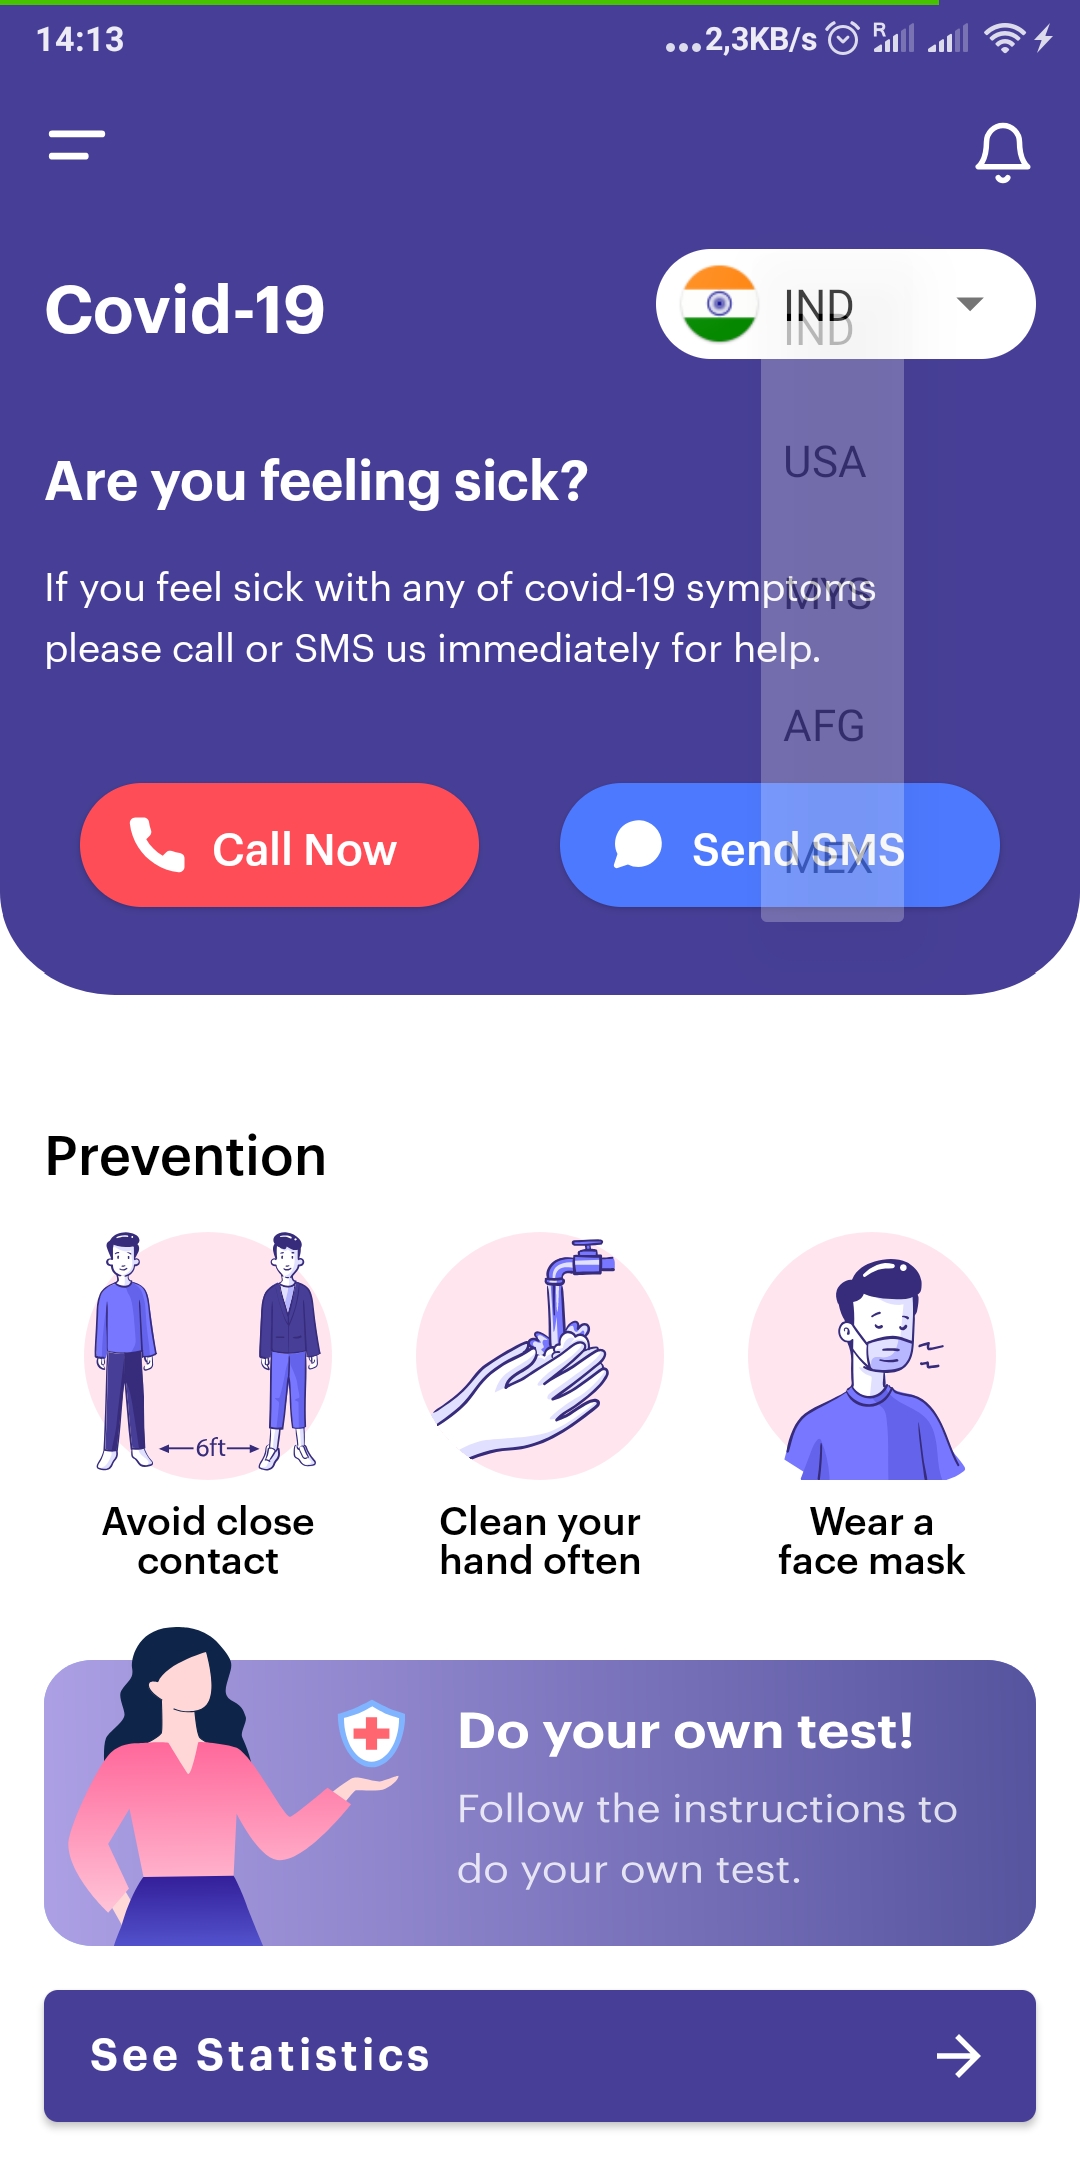 14:13
...2,3KB/s
R
Covid-19
IND
IND
USA
Are you feeling sick?
If you feel sick with any of covid-19 symptoms
MYS
please call or SMS us immediately for help.
AFG
Call Now
Send SMS
MEX
Prevention
6ft
Avoid close
contact
Clean your
hand often
Wear a
face mask
Do your own test!
Follow the instructions to
do your own test.
See Statistics